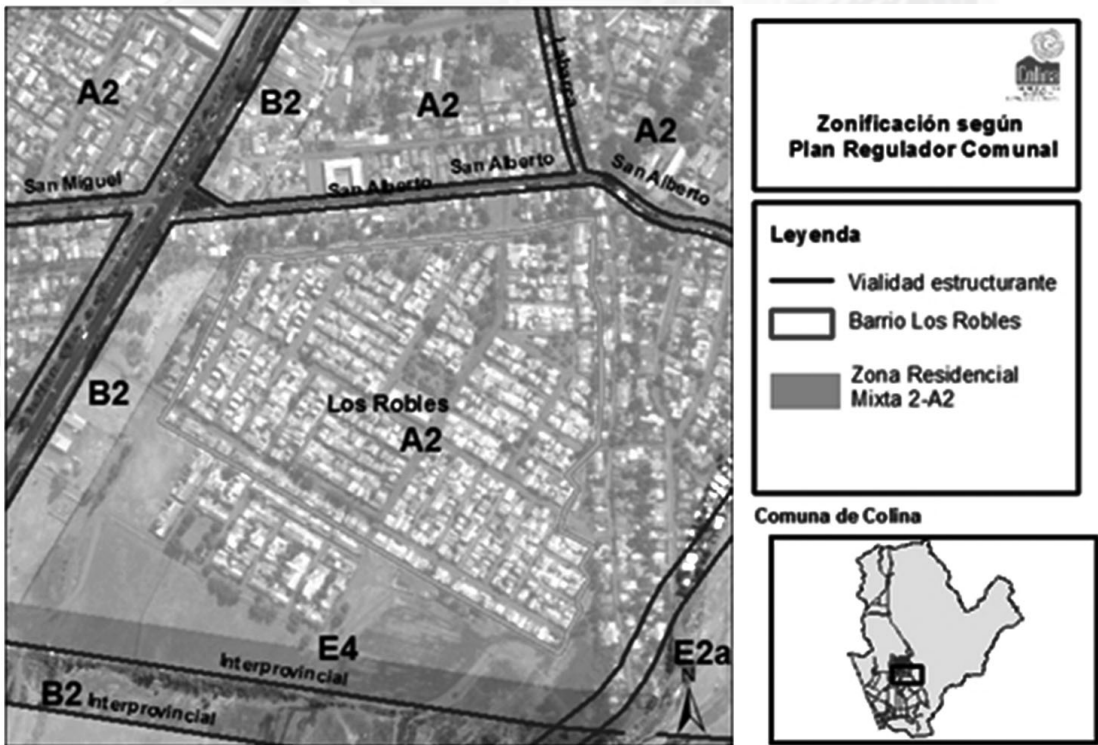 A2
B2
A2
Labarca
A2
San Miguel
San Alberto
San Alberto
San Alberto
B2
Los Robles
A2
E4
Interprovincial
B2
Interprovincial
E2a
N
Colina
Zonificación según
Plan Regulador Comunal
Leyenda
Vialidad estructurante
Barrio Los Robles
Zona Residencial
Mixta 2-A2
Comuna de Colina